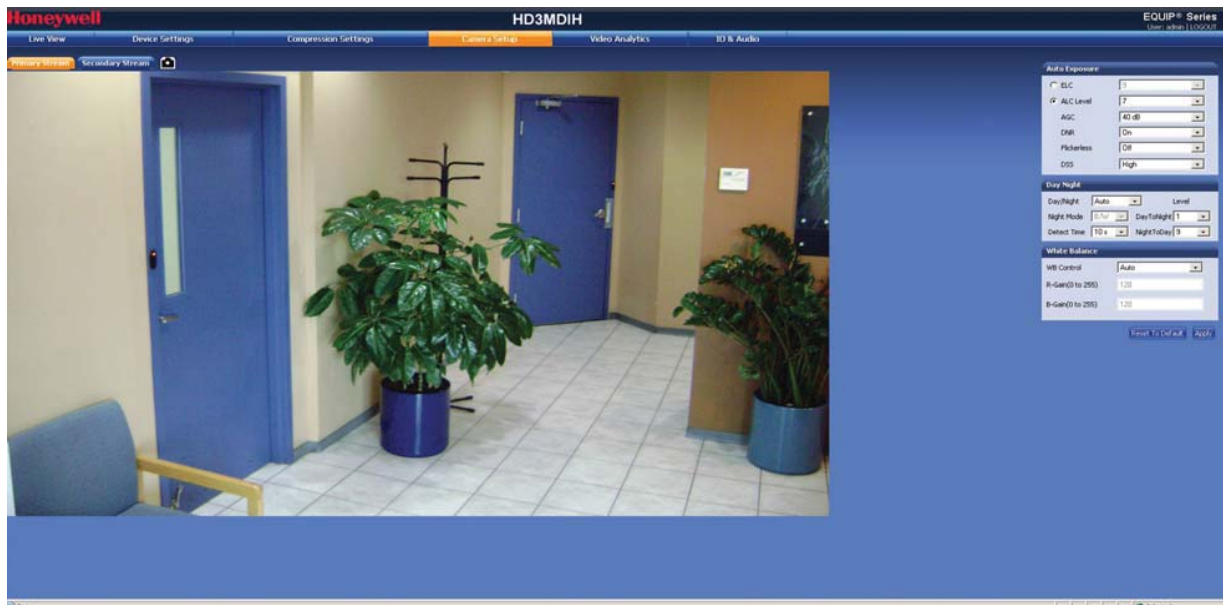 Honeywell
HD3MDIH
EQUIP® Series
User: admin | LOGOUT
Live View
Device Settings
Compression Settings
Camera Setup
Video Analytics
IO & Audio
Primary Stream
Secondary Stream
Auto Exposure
ELC 9
ALC Level 7
AGC 40 dB
DNR On
Flickerless Off
DSS High
Day Night
Day/Night Auto Level
Night Mode B/W DayToNight 1
Detect Time 10 s NightToDay 9
White Balance
WB Control Auto
R-Gain(0 to 255) 128
B-Gain(0 to 255) 128
Reset To Default Apply